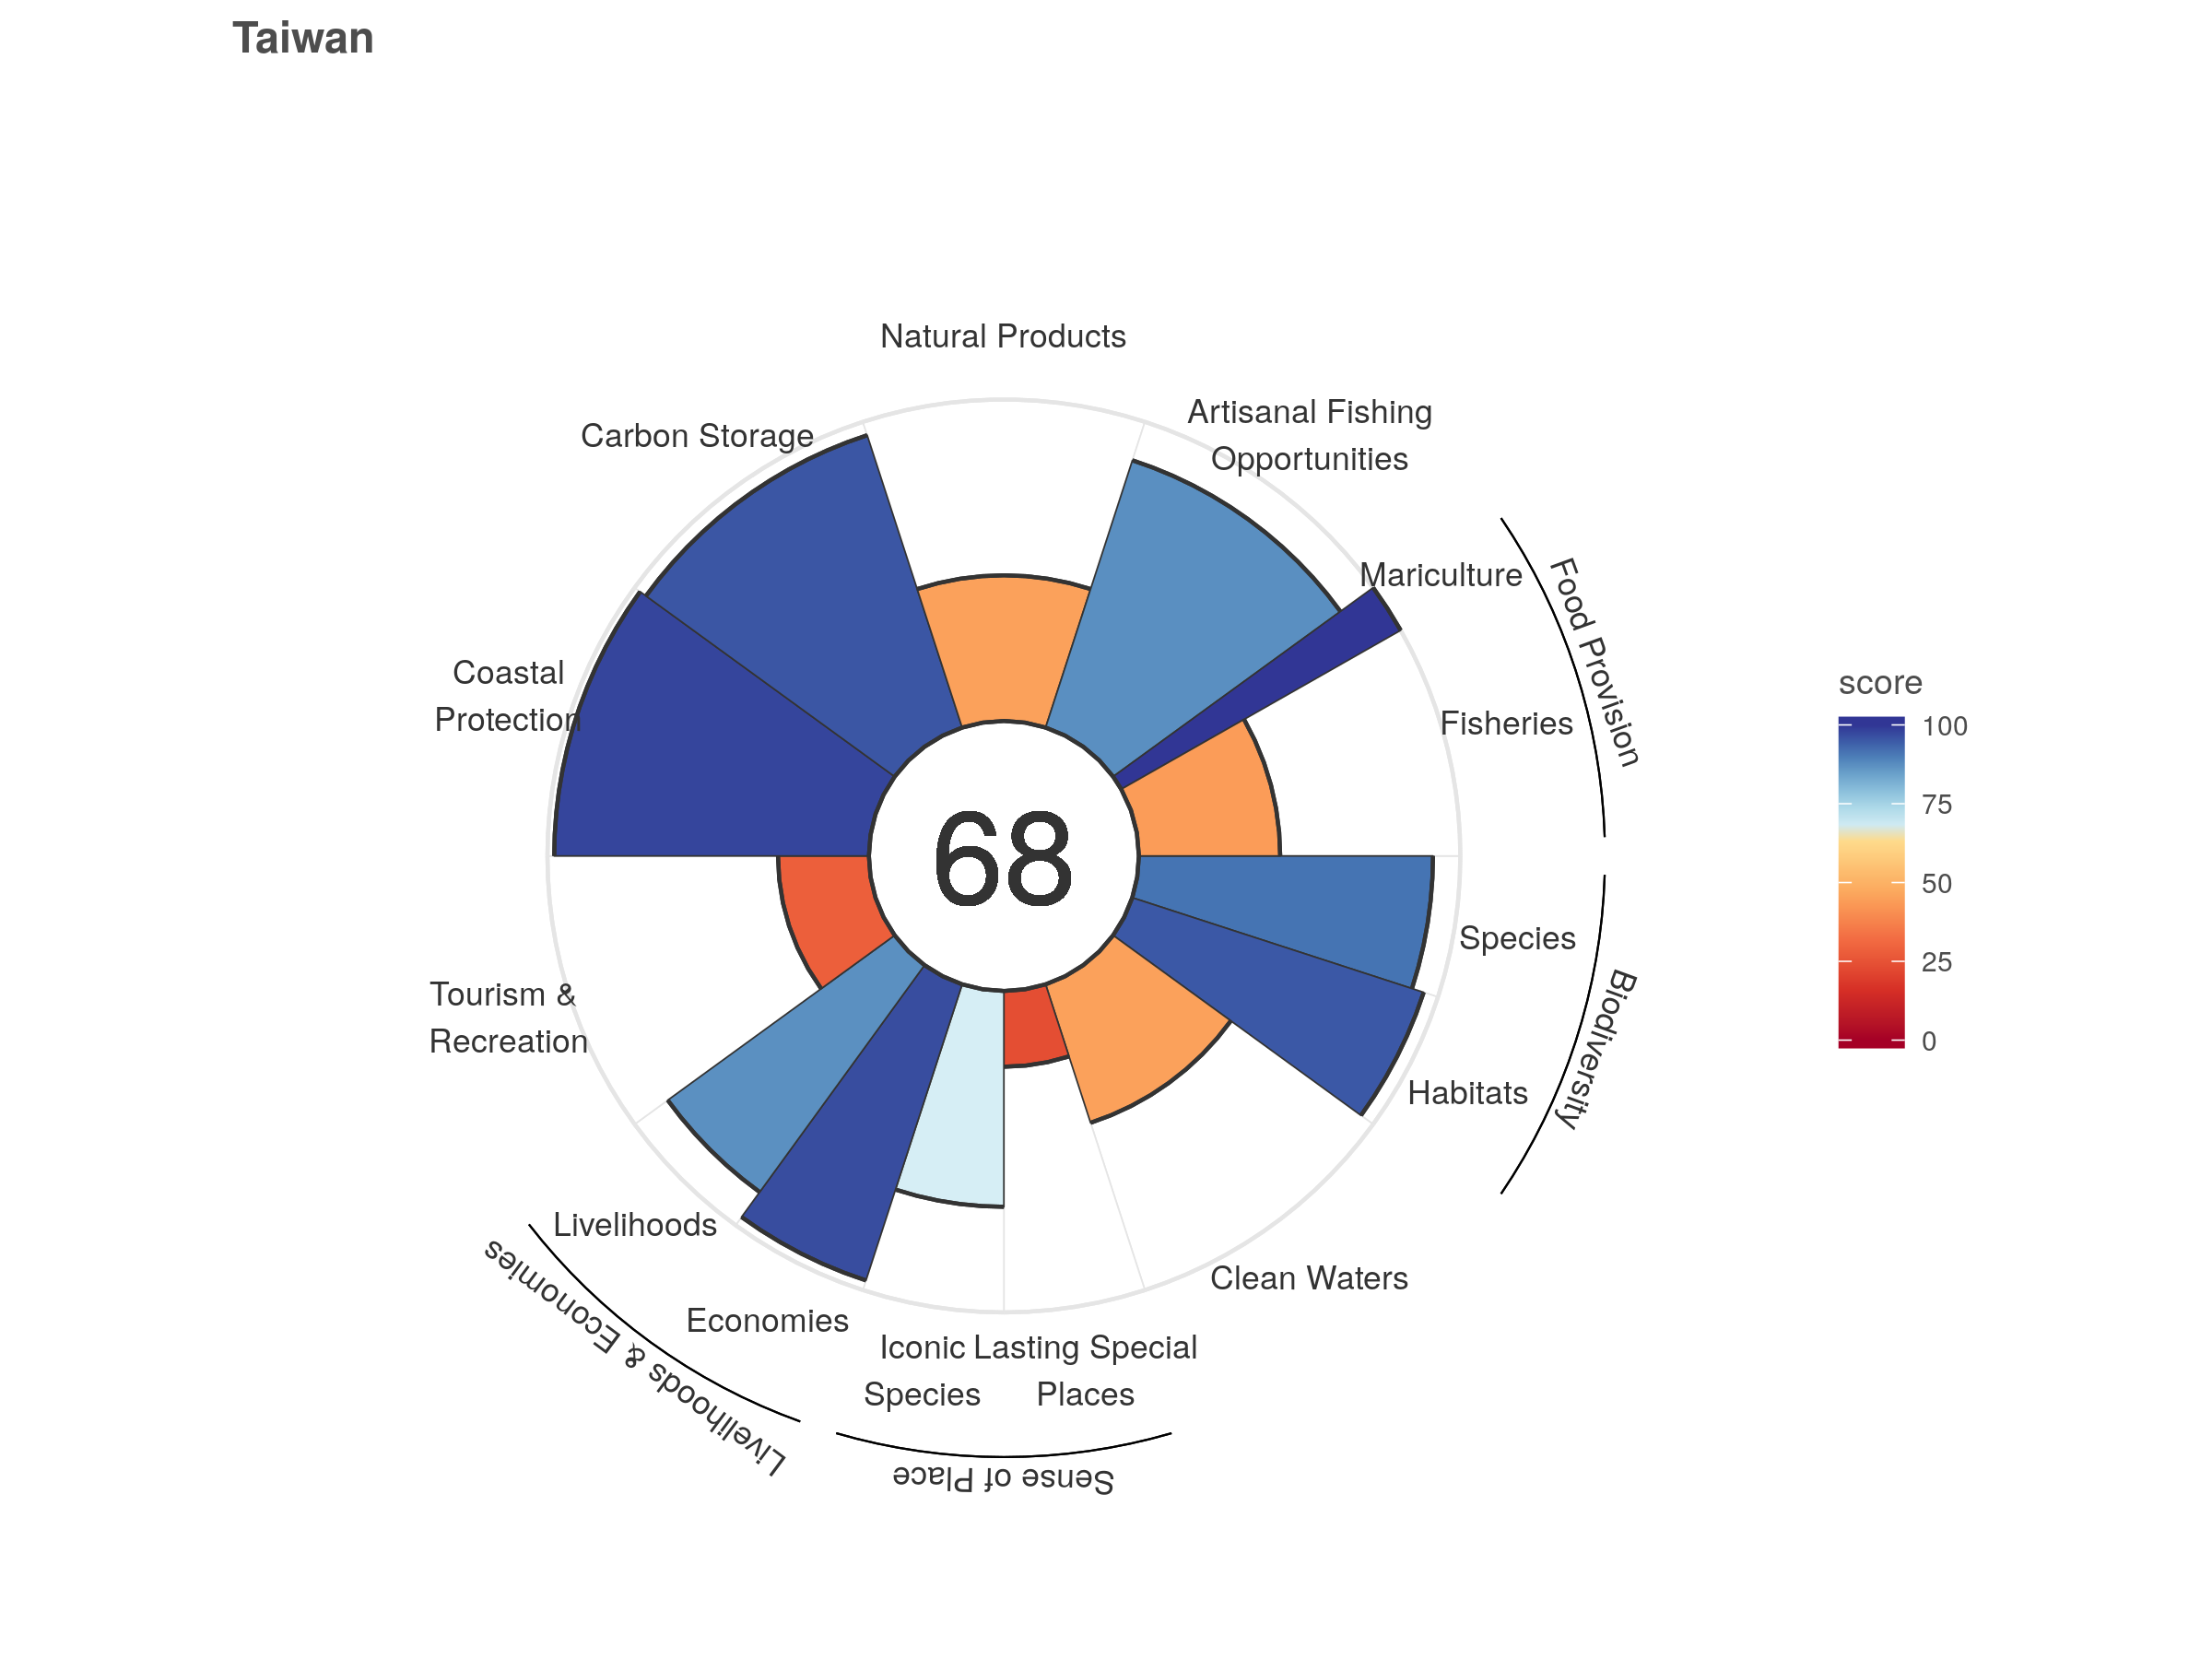 Taiwan
Natural Products
Artisanal Fishing
Opportunities
Carbon Storage
Mariculture
Food Provision
Coastal
Protection
Fisheries
score
100
75
50
25
0
68
Species
Biodiversity
Tourism &
Recreation
Habitats
Livelihoods
Clean Waters
Economies
Livelihoods & Economies
Iconic
Species
Lasting Special
Places
Sense of Place